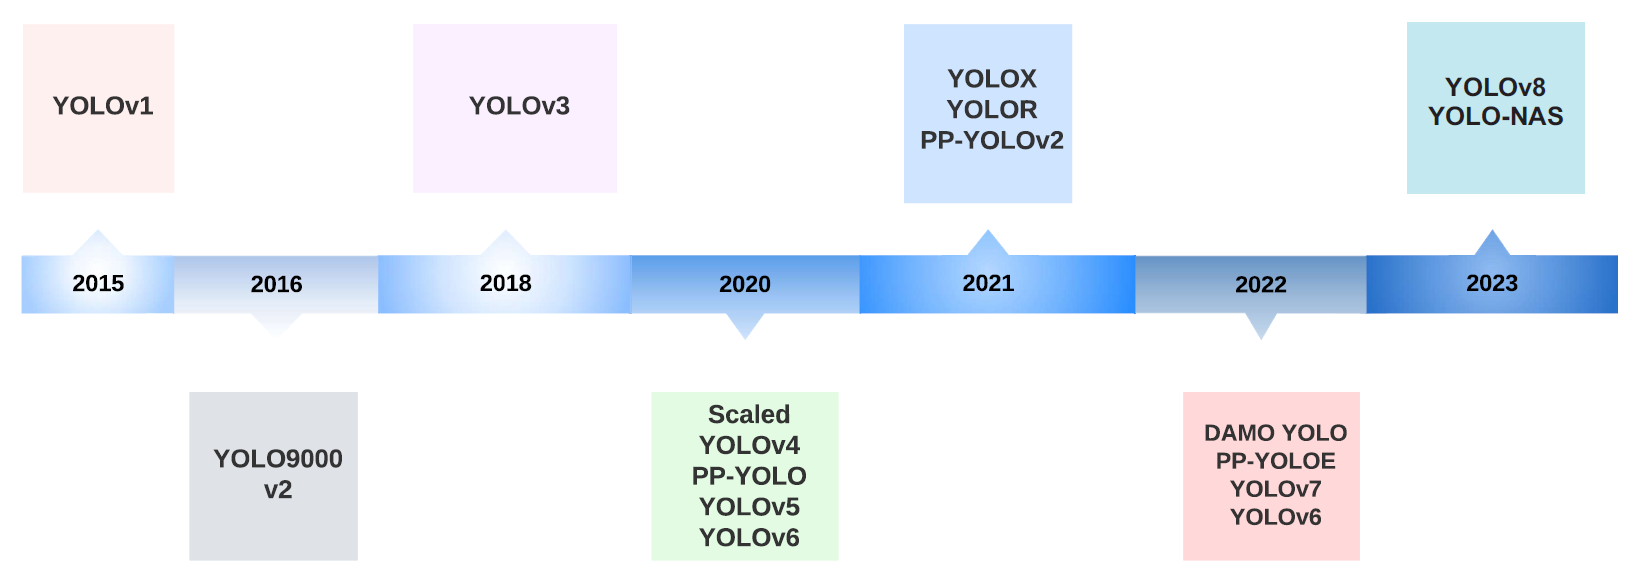 YOLOv1
YOLOv3
YOLOX
YOLOR
PP-YOLOv2
YOLOv8
YOLO-NAS
2015
2016
2018
2020
2021
2022
2023
YOLO9000
v2
Scaled
YOLOv4
PP-YOLO
YOLOv5
YOLOv6
DAMO YOLO
PP-YOLOE
YOLOv7
YOLOv6